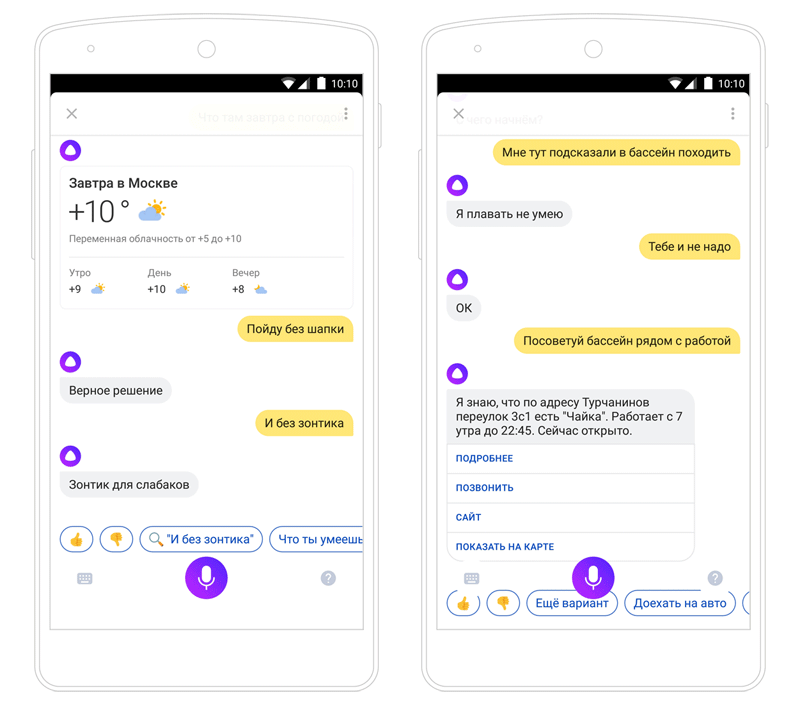 10:10
Что там завтра с погодой
Завтра в Москве
+10 °
Переменная облачность от +5 до +10
Утро День Вечер
+9 +10 +8
Пойду без шапки
Верное решение
И без зонтика
Зонтик для слабаков
"И без зонтика" Что ты умеешь
?
10:10
чего начнём?
Мне тут подсказали в бассейн походить
Я плавать не умею
Тебе и не надо
ОК
Посоветуй бассейн рядом с работой
Я знаю, что по адресу Турчанинов
переулок 3с1 есть "Чайка". Работает с 7
утра до 22:45. Сейчас открыто.
ПОДРОБНЕЕ
ПОЗВОНИТЬ
САЙТ
ПОКАЗАТЬ НА КАРТЕ
?
Ещё вариант Доехать на авто